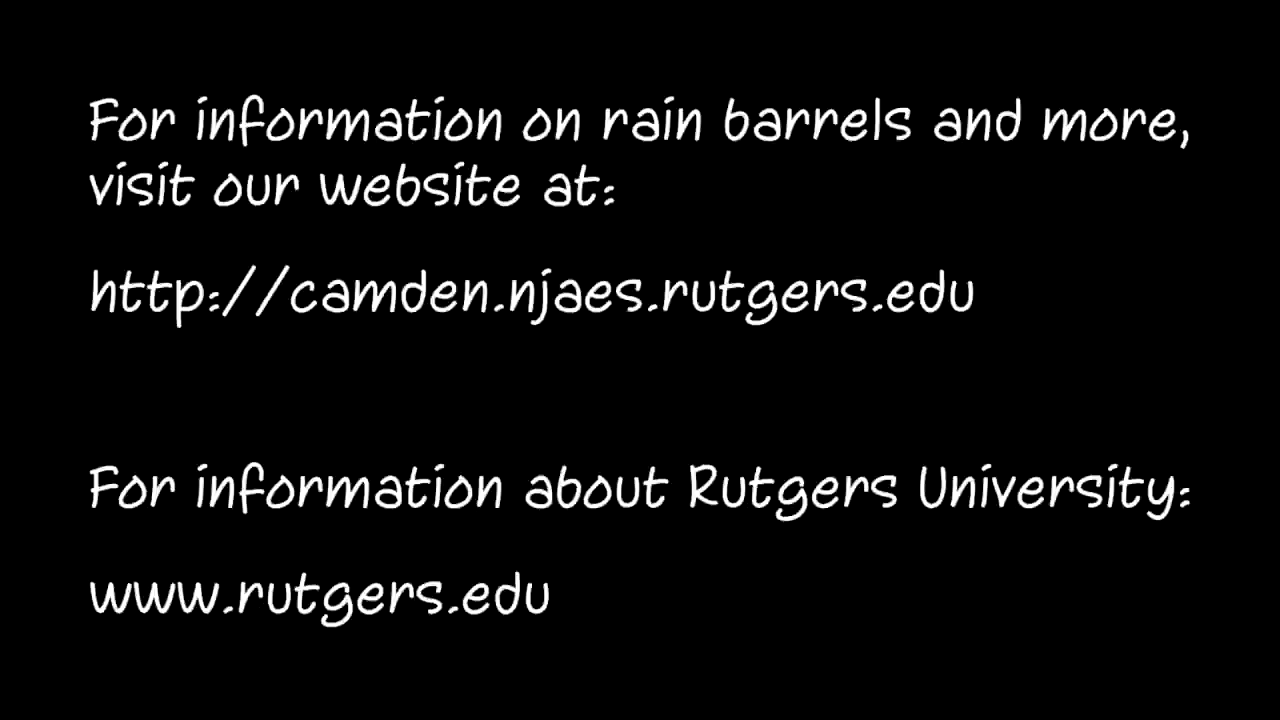 For information on rain barrels and more,
visit our website at:
http://camden.njaes.rutgers.edu
For information about Rutgers University:
www.rutgers.edu